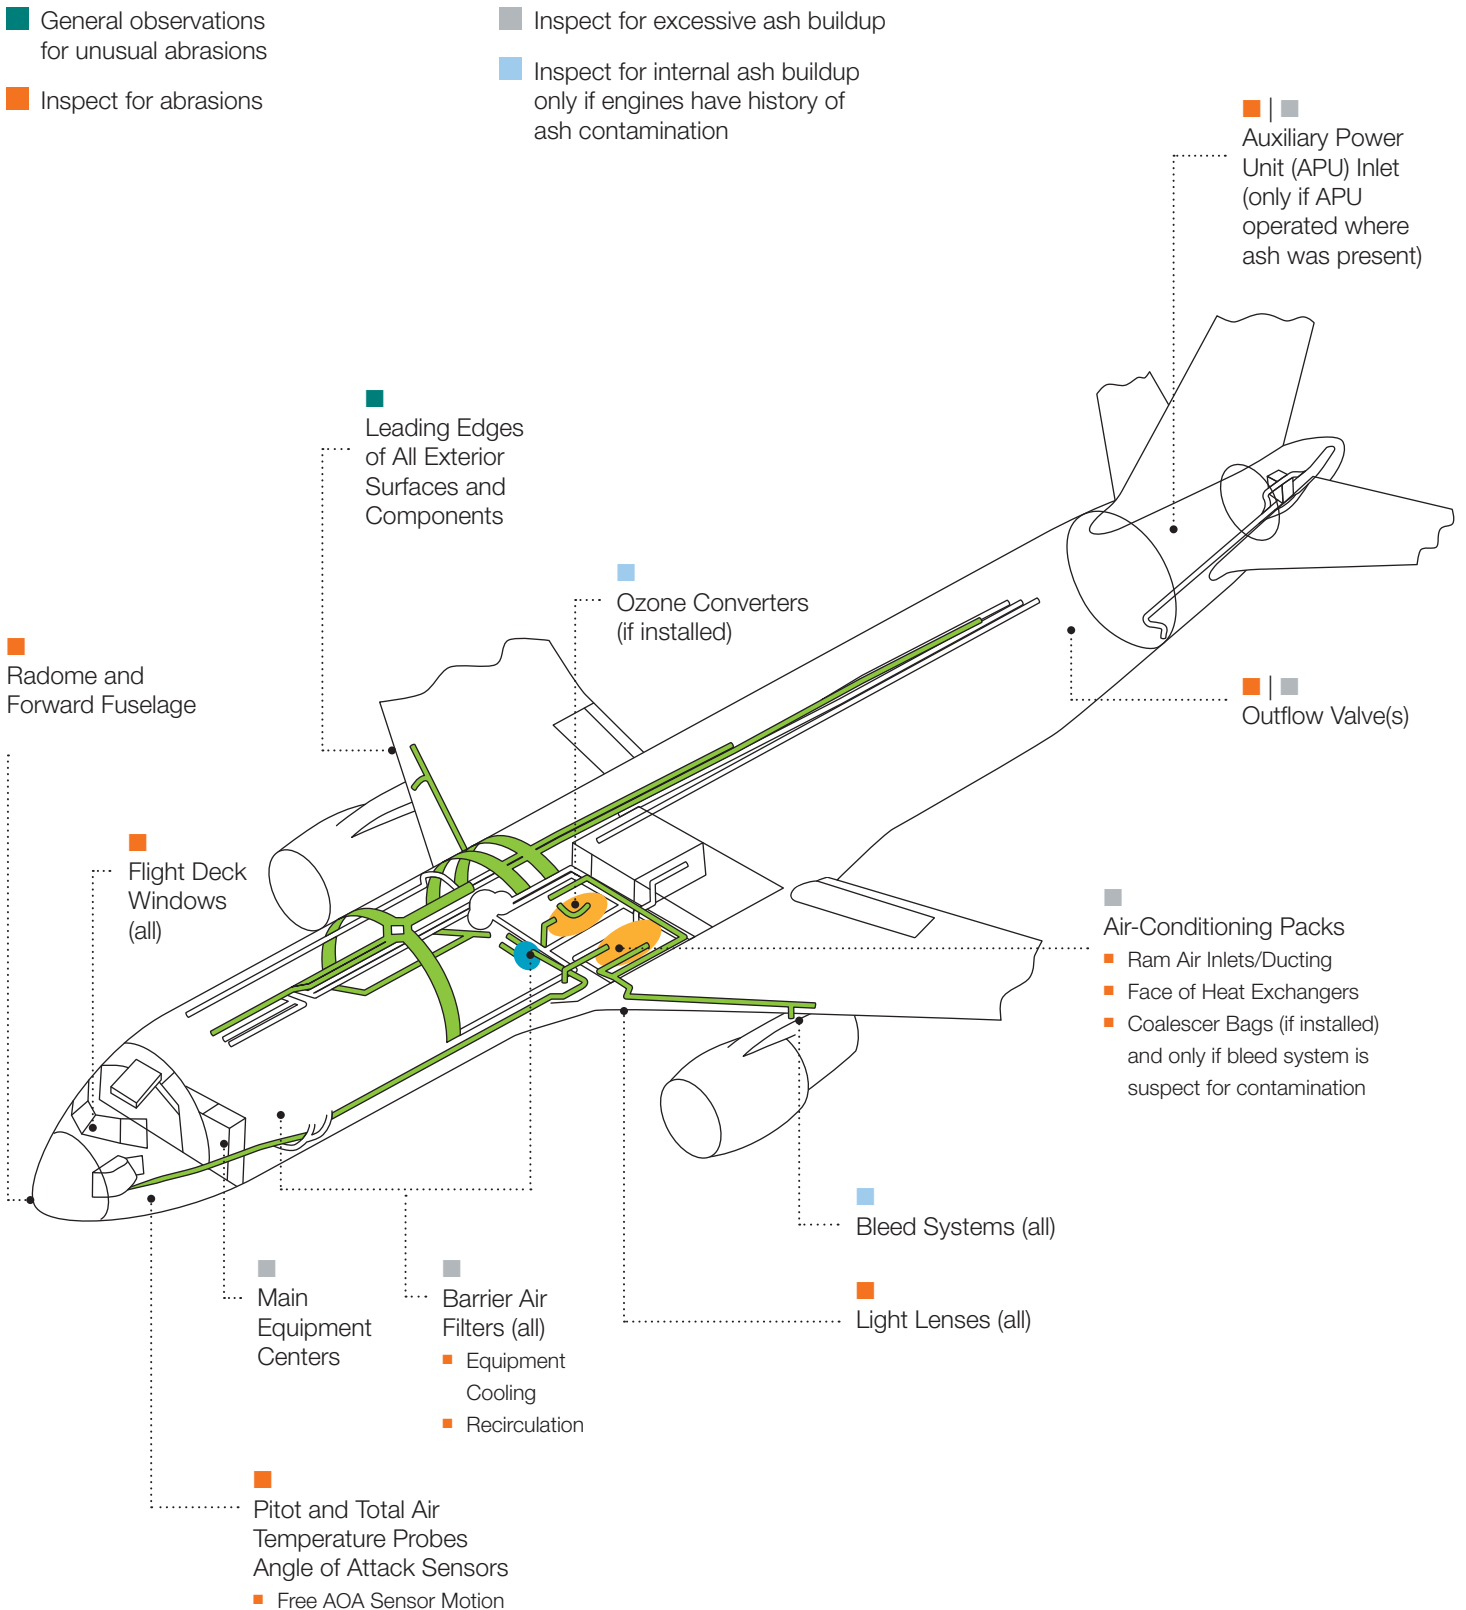 General observations
for unusual abrasions
Inspect for abrasions
Inspect for excessive ash buildup
Inspect for internal ash buildup
only if engines have history of
ash contamination
Auxiliary Power
Unit (APU) Inlet
(only if APU
operated where
ash was present)
Leading Edges
of All Exterior
Surfaces and
Components
Ozone Converters
(if installed)
Radome and
Forward Fuselage
Outflow Valve(s)
Flight Deck
Windows
(all)
Air-Conditioning Packs
Ram Air Inlets/Ducting
Face of Heat Exchangers
Coalescer Bags (if installed)
and only if bleed system is
suspect for contamination
Bleed Systems (all)
Light Lenses (all)
Main
Equipment
Centers
Barrier Air
Filters (all)
Equipment
Cooling
Recirculation
Pitot and Total Air
Temperature Probes
Angle of Attack Sensors
Free AOA Sensor Motion